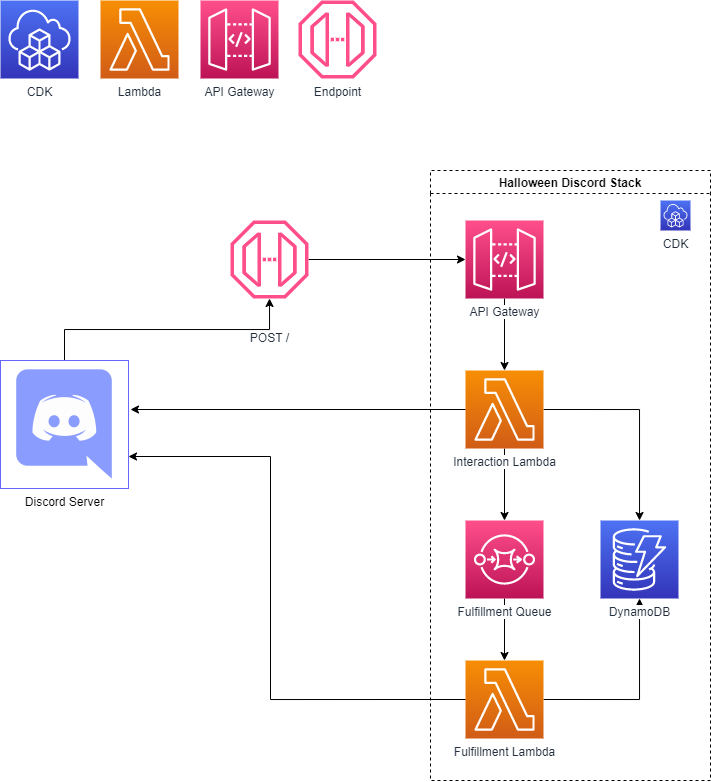 CDK
Lambda
API Gateway
Endpoint
Halloween Discord Stack
CDK
API Gateway
POST /
Interaction Lambda
Discord Server
Fulfillment Queue
DynamoDB
Fulfillment Lambda